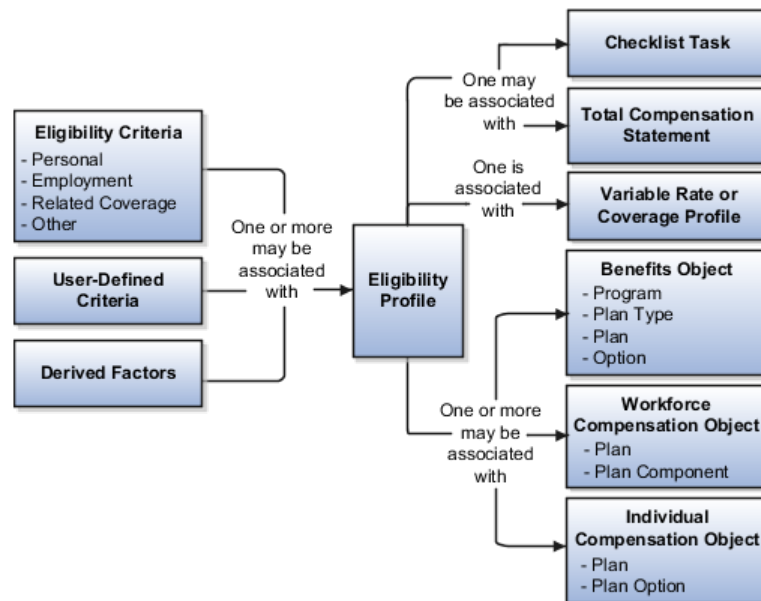 Eligibility Criteria
- Personal
- Employment
- Related Coverage
- Other
User-Defined
Criteria
Derived Factors
One or more
may be
associated
with
Eligibility
Profile
One may
be associated
with
One is
associated
with
One or more
may be
associated
with
Checklist Task
Total Compensation
Statement
Variable Rate or
Coverage Profile
Benefits Object
- Program
- Plan Type
- Plan
- Option
Workforce
Compensation Object
- Plan
- Plan Component
Individual
Compensation Object
- Plan
- Plan Option